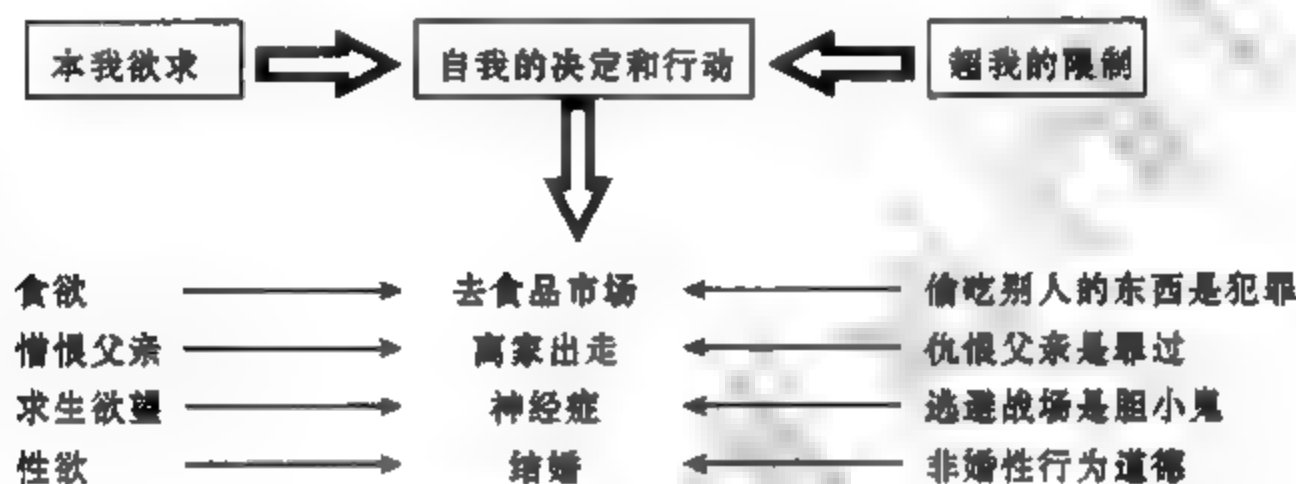 本我欲求 自我的决定和行动 超我的限制
食欲 去食品市场 偷吃别人的东西是犯罪
憎恨父亲 离家出走 仇恨父亲是罪过
求生欲望 神经症 逃避战场是胆小鬼
性欲 结婚 非婚性行为道德